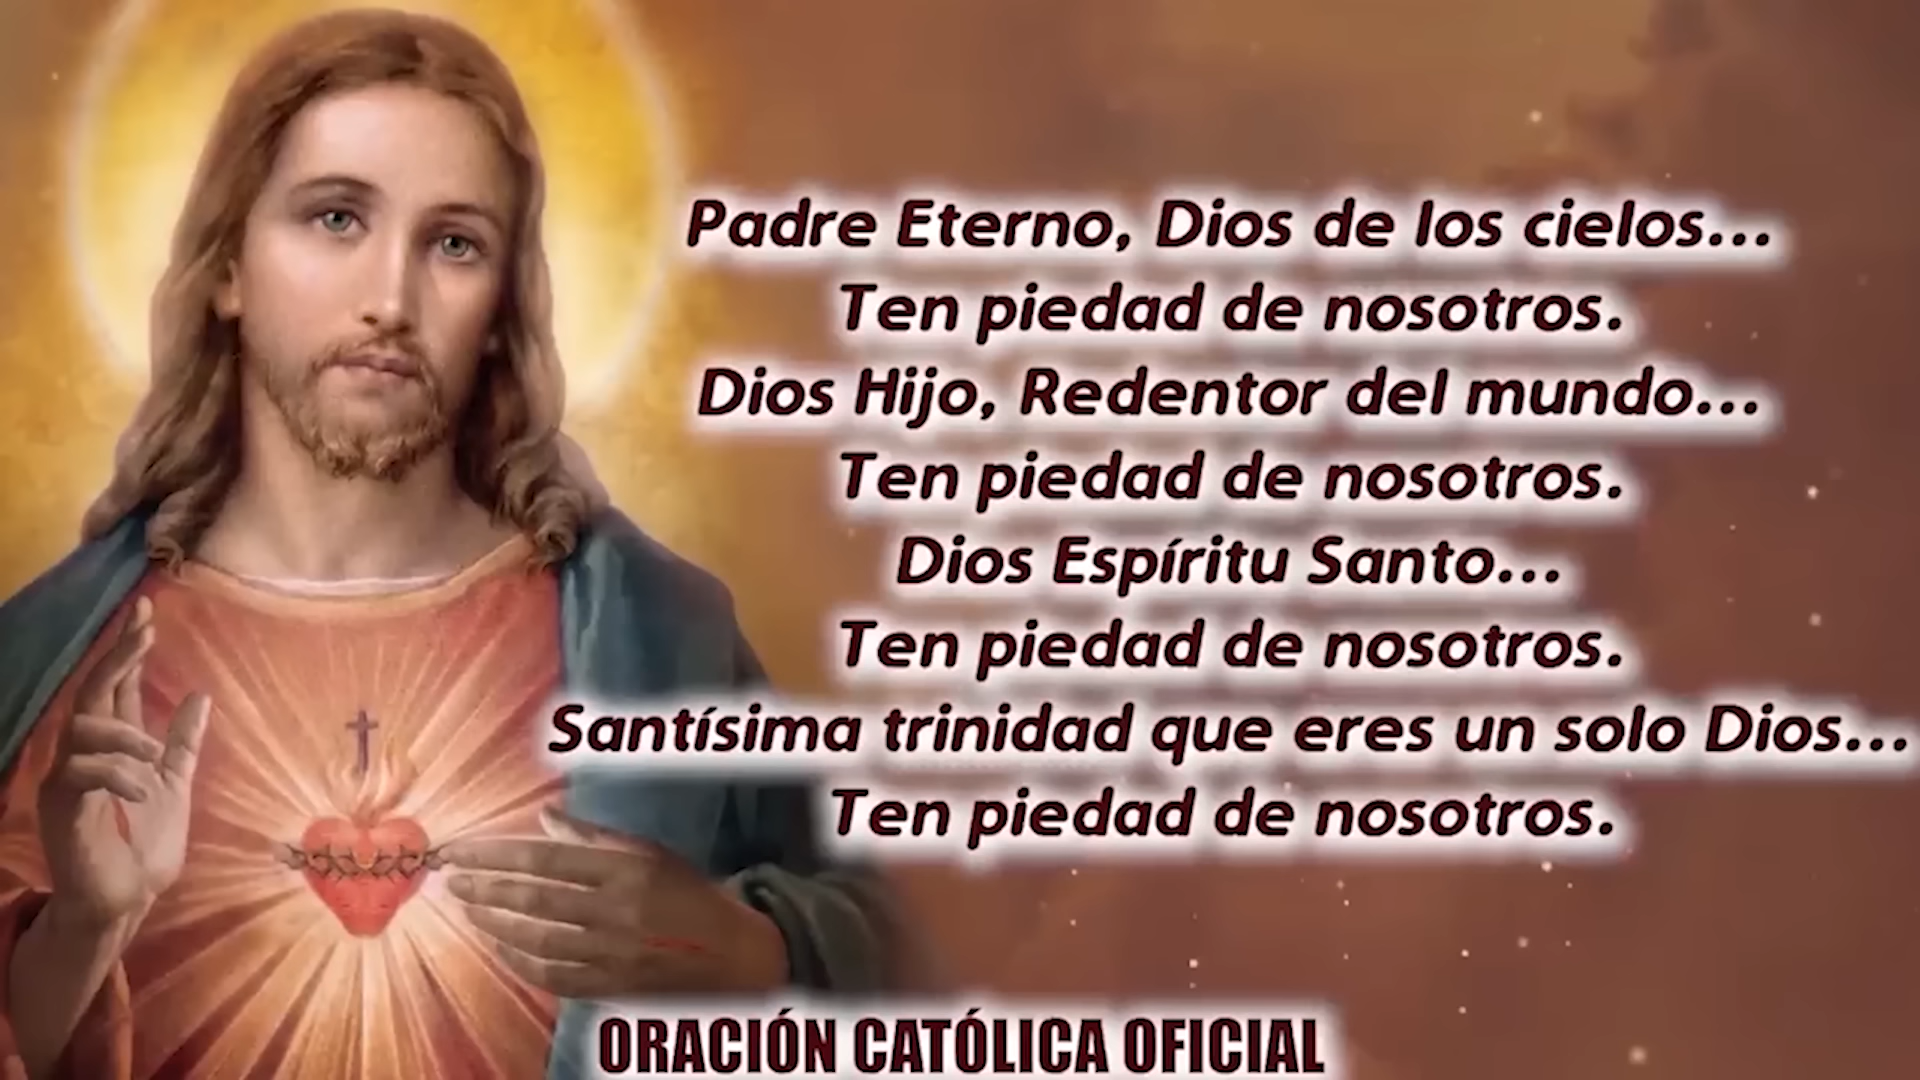 Padre Eterno, Dios de los cielos...
Ten piedad de nosotros.
Dios Hijo, Redentor del mundo...
Ten piedad de nosotros.
Dios Espíritu Santo...
Ten piedad de nosotros.
Santísima trinidad que eres un solo Dios...
Ten piedad de nosotros.
ORACIÓN CATÓLICA OFICIAL